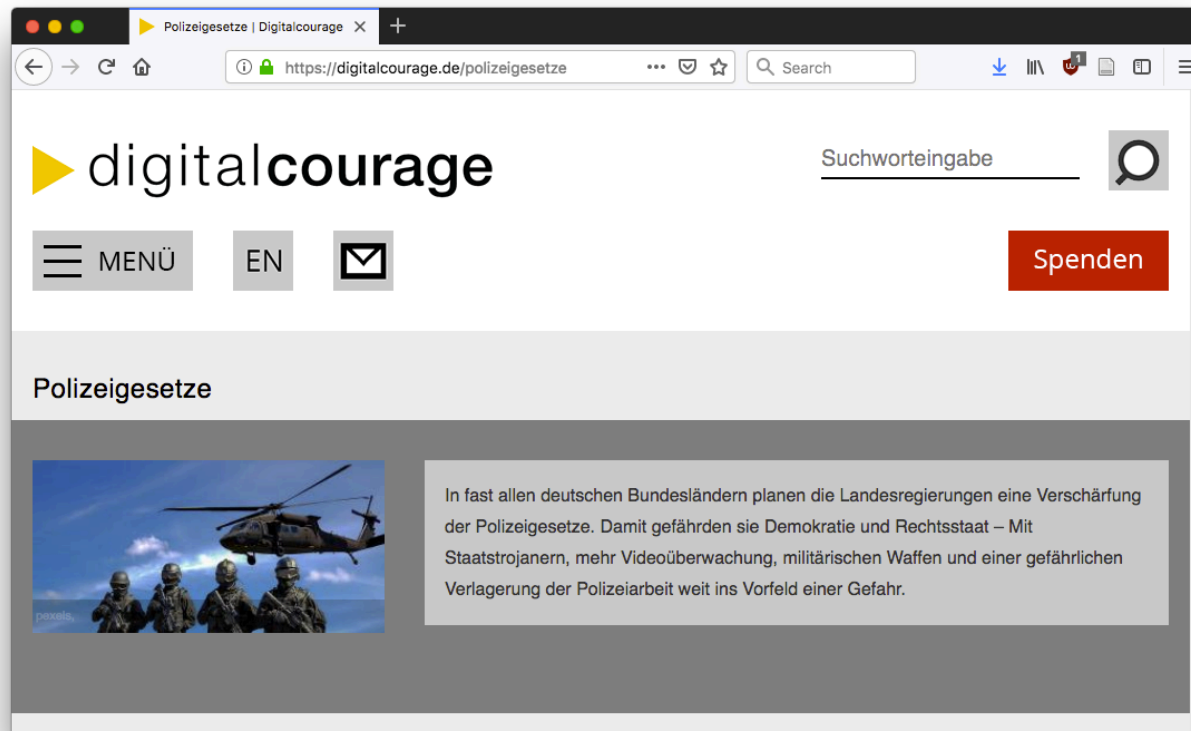 Polizeigesetze | Digitalcourage
https://digitalcourage.de/polizeigesetze
Search
1
digitalcourage
Suchworteingabe
MENÜ
EN
Spenden
Polizeigesetze
In fast allen deutschen Bundesländern planen die Landesregierungen eine Verschärfung
der Polizeigesetze. Damit gefährden sie Demokratie und Rechtsstaat – Mit
Staatstrojanern, mehr Videoüberwachung, militärischen Waffen und einer gefährlichen
Verlagerung der Polizeiarbeit weit ins Vorfeld einer Gefahr.
pexels,